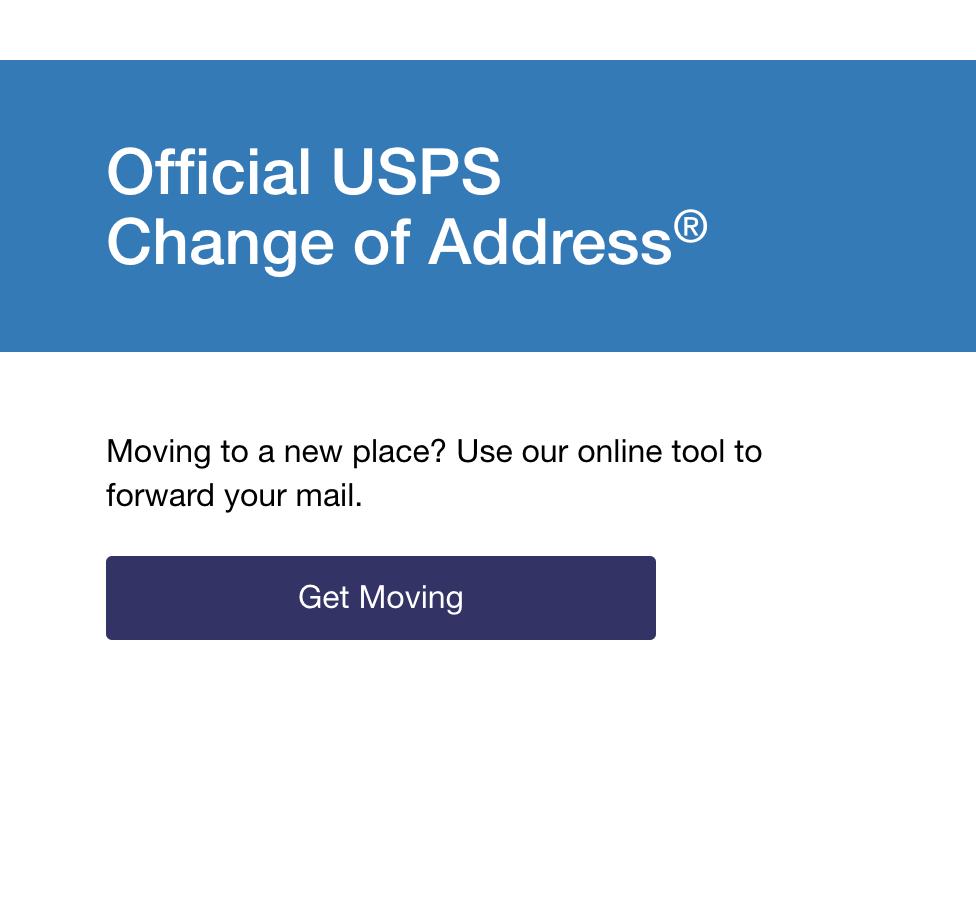 Official USPS
Change of Address®
Moving to a new place? Use our online tool to
forward your mail.
Get Moving